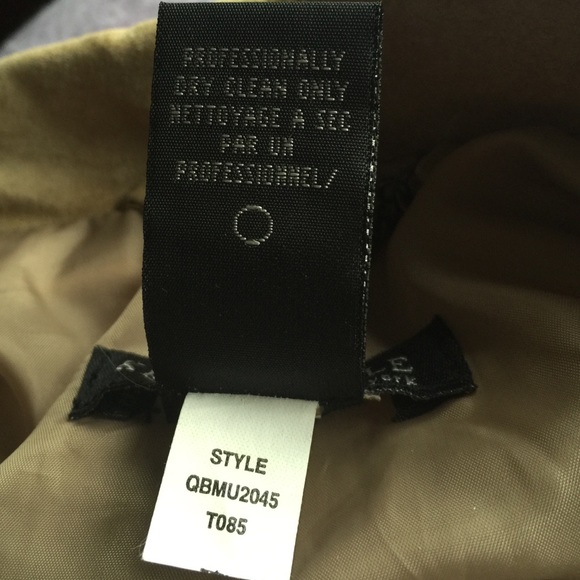 PROFESSIONALLY
DRY CLEAN ONLY
NETTOYAGE A SEC
PAR UN
PROFESSIONNEL/
STYLE
QBMU2045
T085